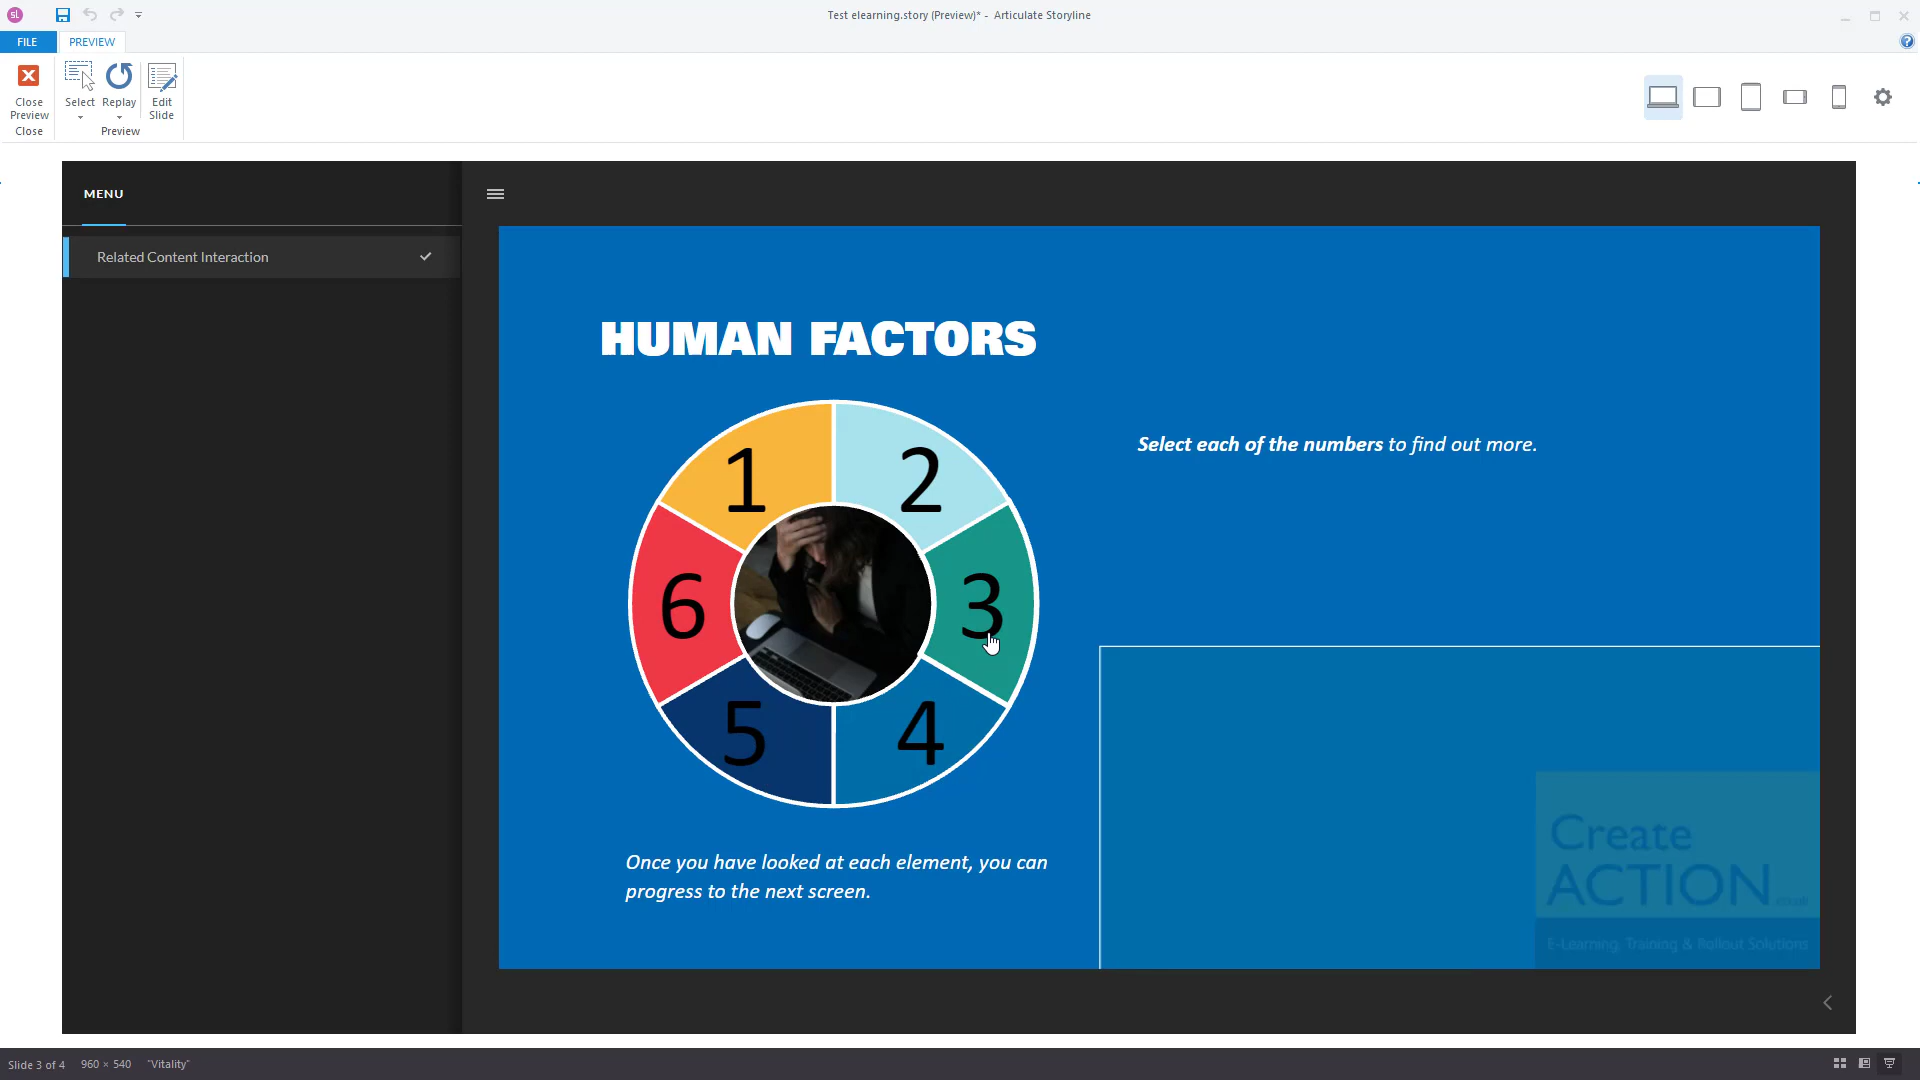 Test elearning.story (Preview)* - Articulate Storyline
FILE
PREVIEW
Close Preview
Select
Replay
Edit Slide
Close
Preview
MENU
Related Content Interaction
HUMAN FACTORS
Select each of the numbers to find out more.
1
2
3
4
5
6
Once you have looked at each element, you can
progress to the next screen.
Create
ACTION.co.uk
E-Learning, Training & Rollout Solutions
Slide 3 of 4
960 × 540
"Vitality"